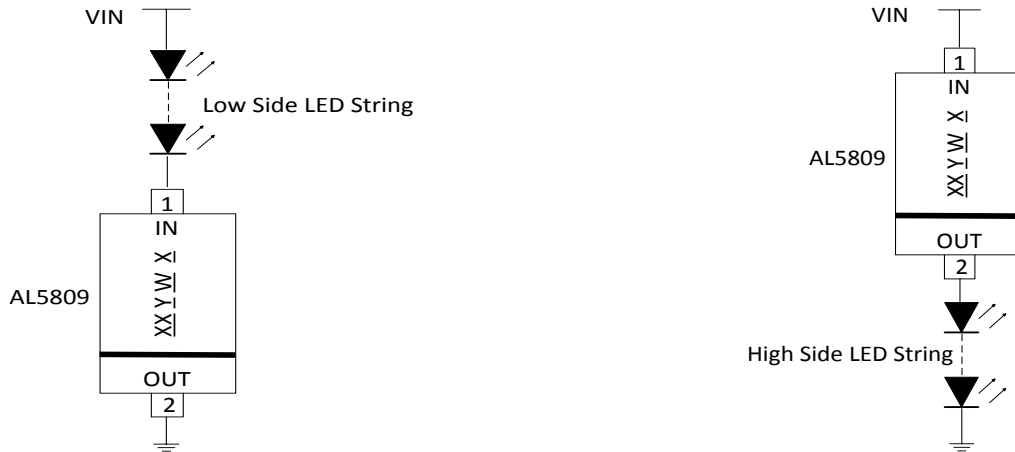 VIN
Low Side LED String
1
IN
XX Y W X
AL5809
OUT
2
VIN
1
IN
XX Y W X
AL5809
OUT
2
High Side LED String